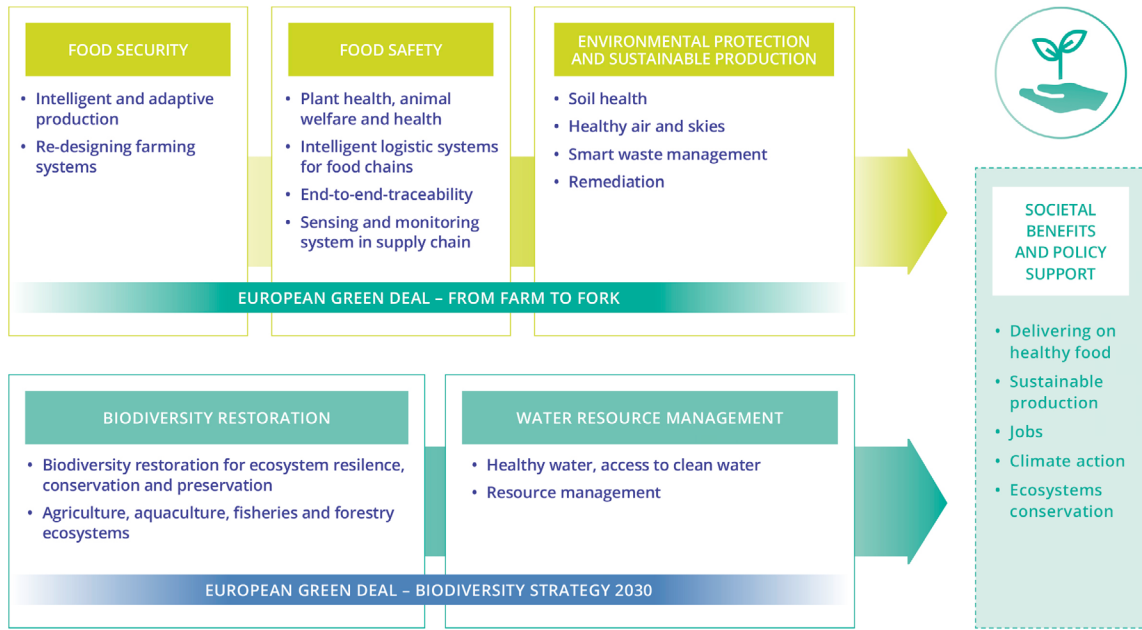 FOOD SECURITY
• Intelligent and adaptive
production
• Re-designing farming
systems
FOOD SAFETY
• Plant health, animal
welfare and health
• Intelligent logistic systems
for food chains
• End-to-end-traceability
• Sensing and monitoring
system in supply chain
ENVIRONMENTAL PROTECTION
AND SUSTAINABLE PRODUCTION
• Soil health
• Healthy air and skies
• Smart waste management
• Remediation
EUROPEAN GREEN DEAL – FROM FARM TO FORK
BIODIVERSITY RESTORATION
• Biodiversity restoration for ecosystem resilence,
conservation and preservation
• Agriculture, aquaculture, fisheries and forestry
ecosystems
WATER RESOURCE MANAGEMENT
• Healthy water, access to clean water
• Resource management
EUROPEAN GREEN DEAL – BIODIVERSITY STRATEGY 2030
SOCIETAL
BENEFITS
AND POLICY
SUPPORT
• Delivering on
healthy food
• Sustainable
production
• Jobs
• Climate action
• Ecosystems
conservation